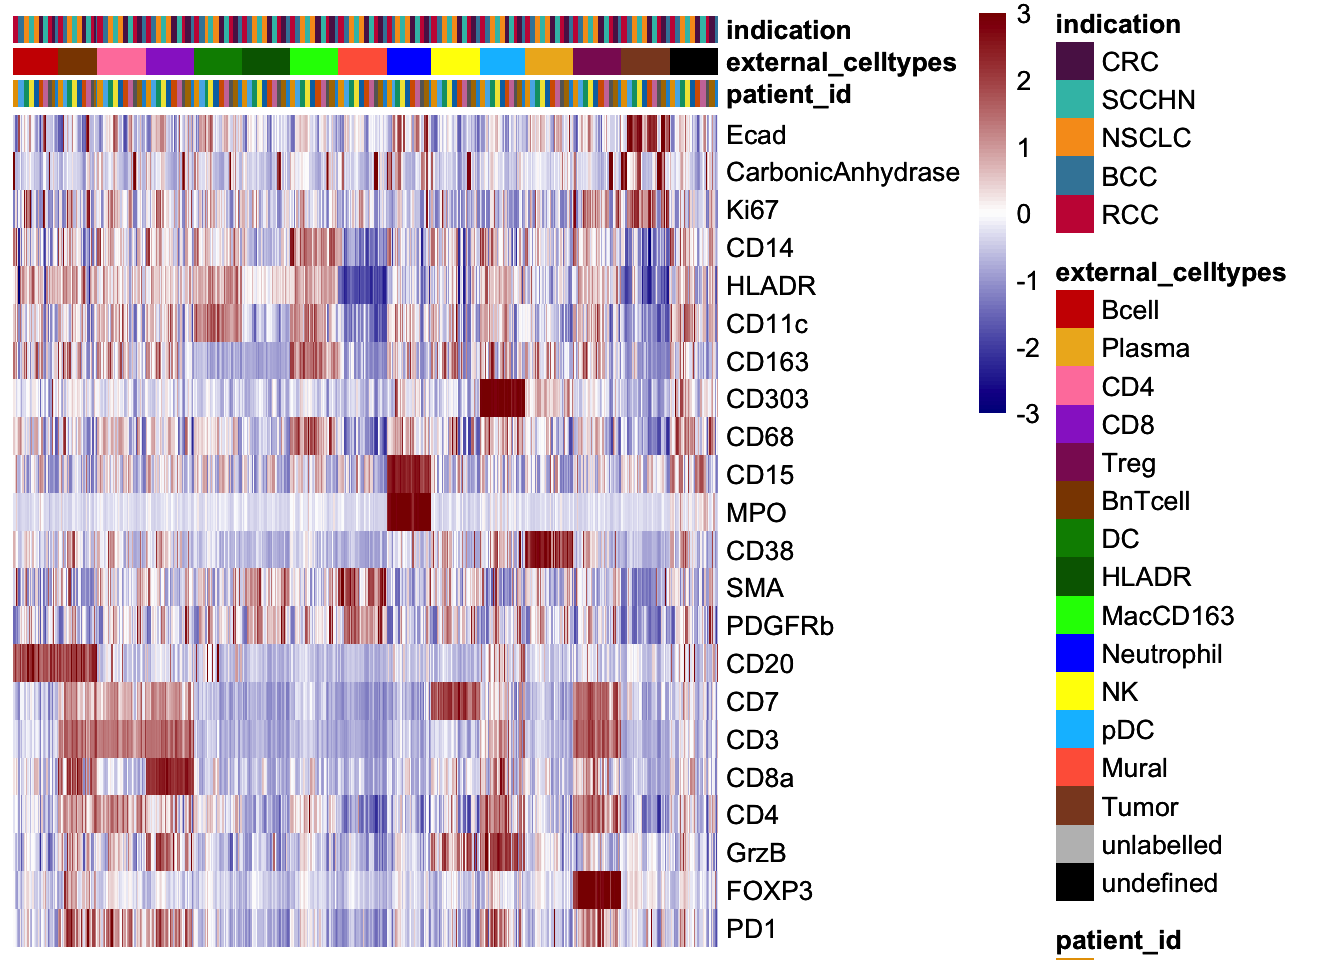 indication
external_celltypes
patient_id
Ecad
CarbonicAnhydrase
Ki67
CD14
HLADR
CD11c
CD163
CD303
CD68
CD15
MPO
CD38
SMA
PDGFRb
CD20
CD7
CD3
CD8a
CD4
GrzB
FOXP3
PD1
3
2
1
0
-1
-2
-3
indication
CRC
SCCHN
NSCLC
BCC
RCC
external_celltypes
Bcell
Plasma
CD4
CD8
Treg
BnTcell
DC
HLADR
MacCD163
Neutrophil
NK
pDC
Mural
Tumor
unlabelled
undefined
patient_id